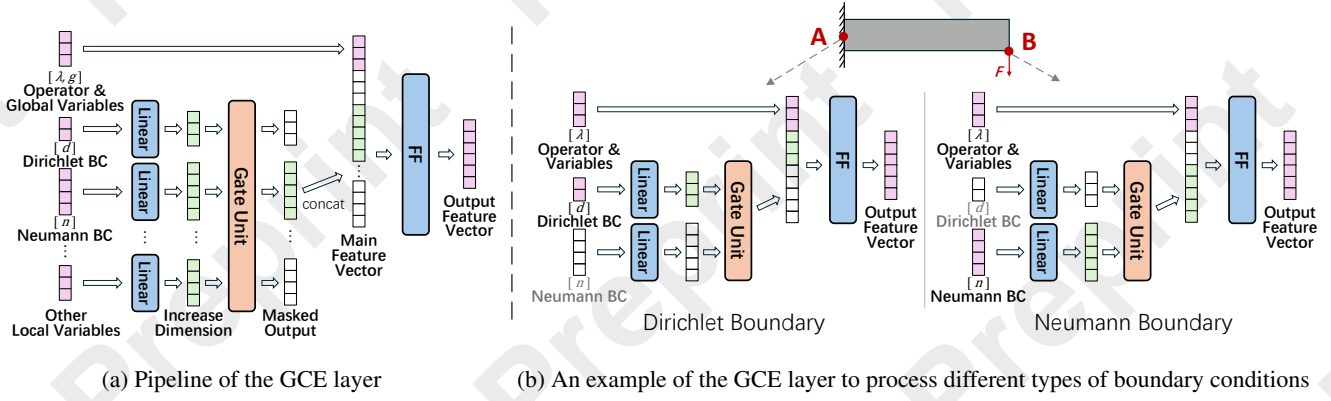 [λ, g]
Operator &
Global Variables
[d]
Dirichlet BC
[n]
Neumann BC
Other
Local Variables
Linear
Linear
Linear
Increase
Dimension
Gate Unit
Masked
Output
concat
Main
Feature
Vector
FF
Output
Feature
Vector
(a) Pipeline of the GCE layer
A
B
F
[λ]
Operator
& Variables
[d]
Dirichlet BC
[n]
Neumann BC
Linear
Linear
Gate Unit
FF
Output
Feature
Vector
Dirichlet Boundary
[λ]
Operator
& Variables
[d]
Dirichlet BC
[n]
Neumann BC
Linear
Linear
Gate Unit
FF
Output
Feature
Vector
Neumann Boundary
(b) An example of the GCE layer to process different types of boundary conditions
Preprint
Preprint
Preprint